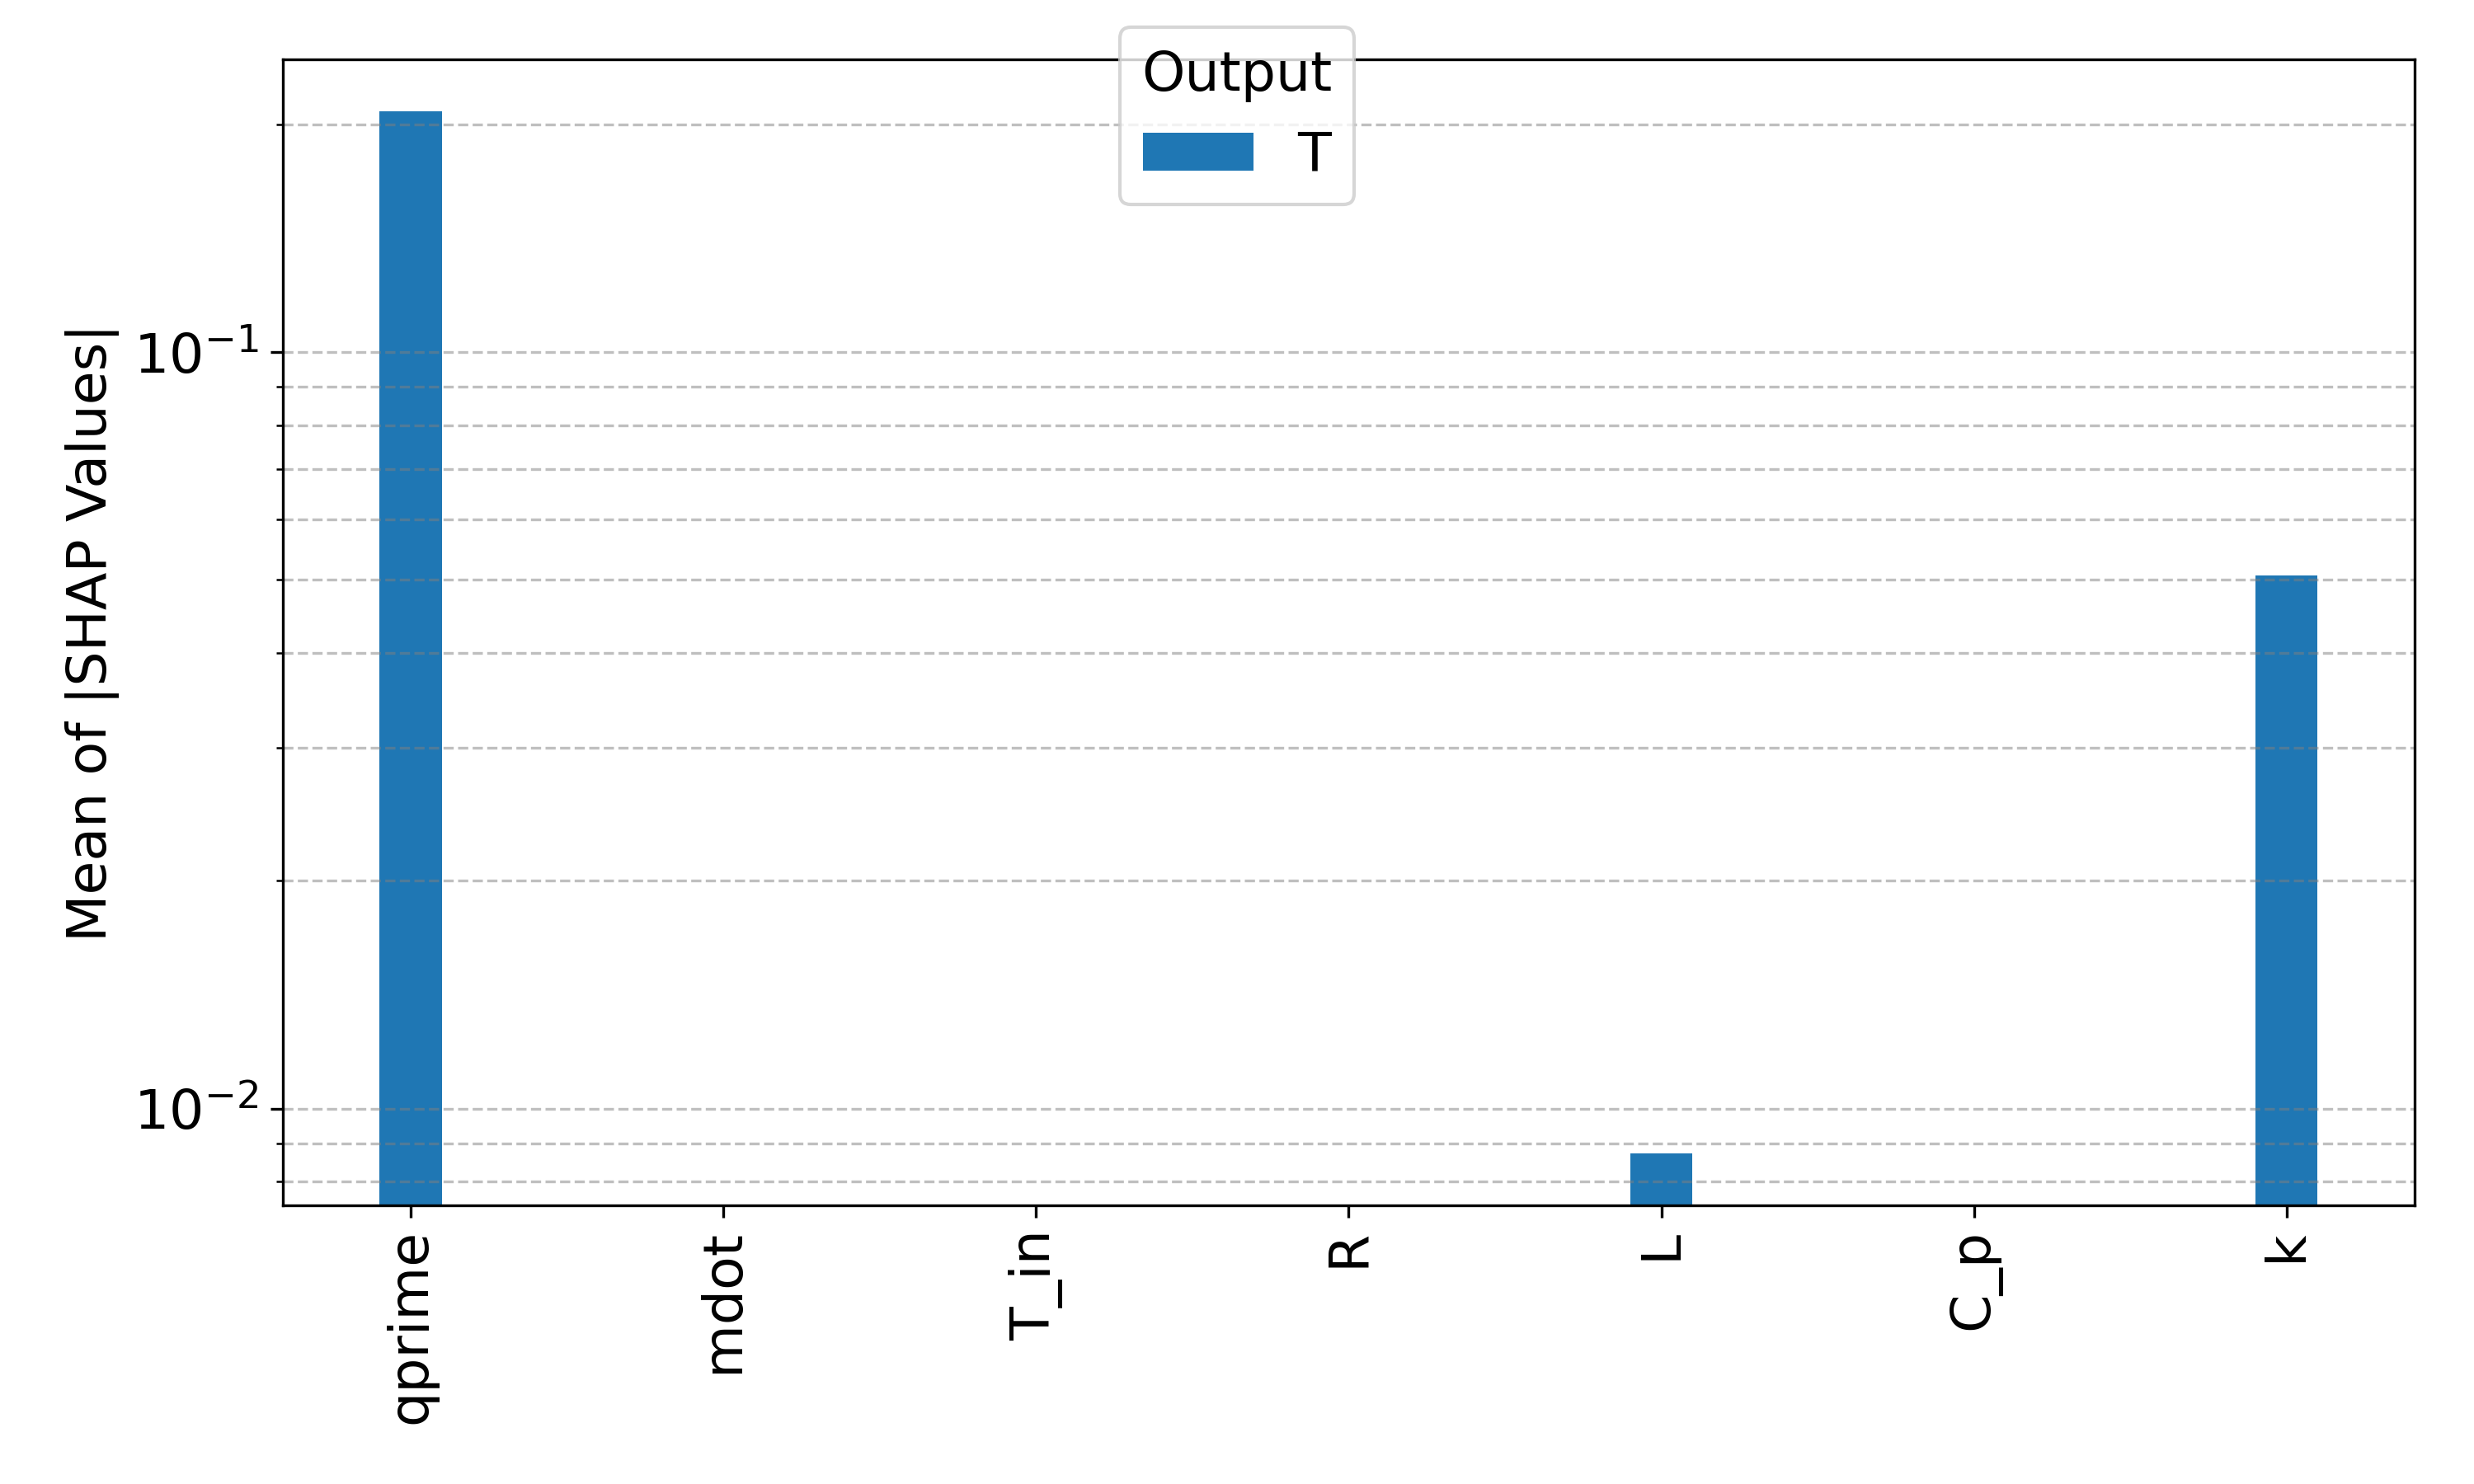 Output
T
Mean of |SHAP Values|
10⁻¹
10⁻²
qprime
mdot
T_in
R
L
C_p
k